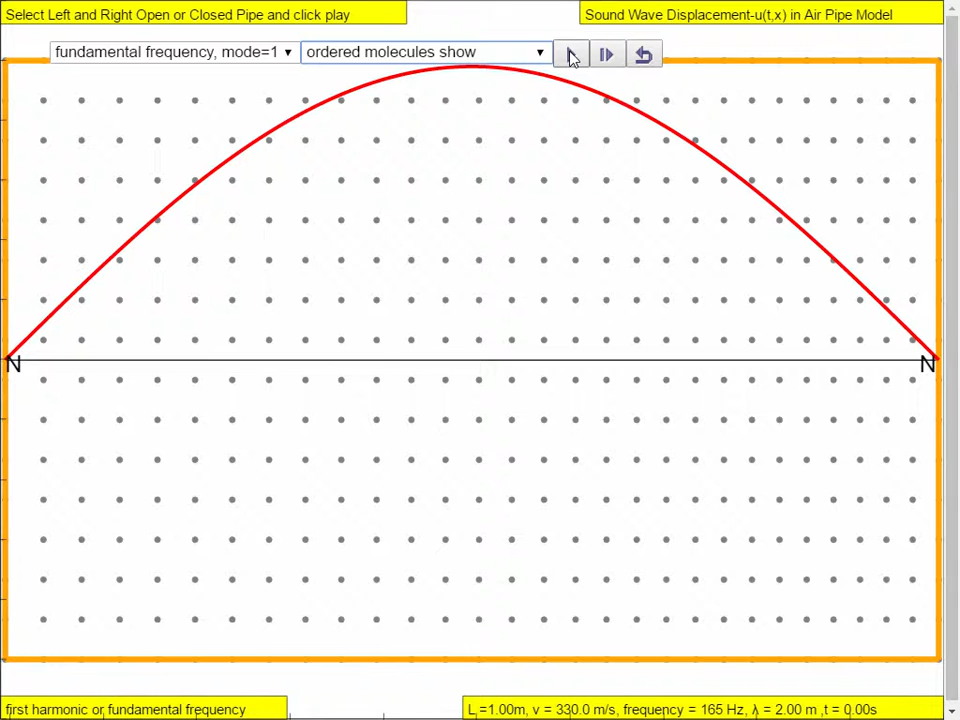 Select Left and Right Open or Closed Pipe and click play
Sound Wave Displacement-u(t,x) in Air Pipe Model
fundamental frequency, mode=1
ordered molecules show
N
N
first harmonic or fundamental frequency
L =1.00m, v = 330.0 m/s, frequency = 165 Hz, λ = 2.00 m ,t = 0.00s